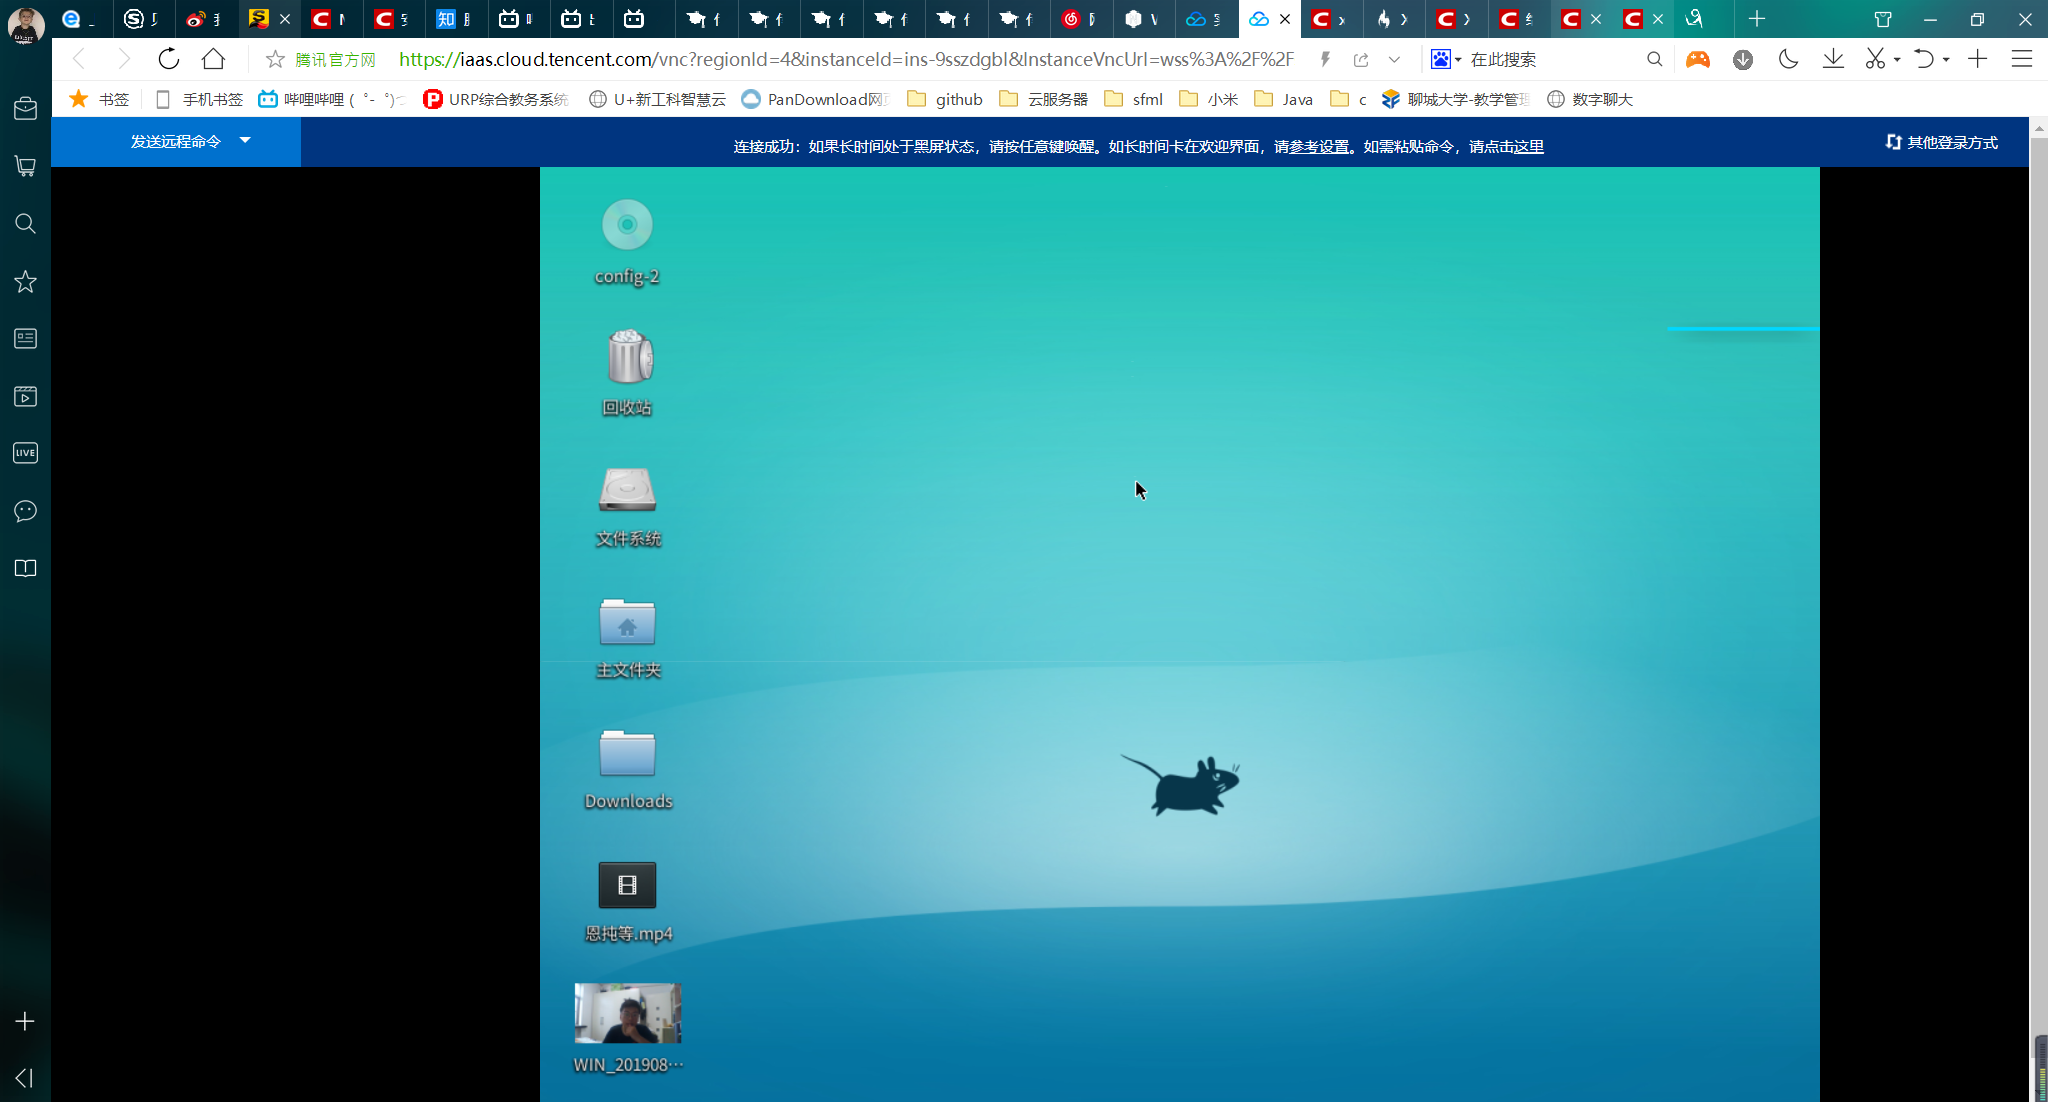 腾讯官方网 https://iaas.cloud.tencent.com/vnc?regionId=4&instanceId=ins-9sszdgbl&InstanceVncUrl=wss%3A%2F%2F 在此搜索
书签 手机书签 哔哩哔哩 ( ゜- ゜)つ URP综合教务系统 U+新工科智慧云 PanDownload网页 github 云服务器 sfml 小米 Java c 聊城大学-教学管理 数字聊大
发送远程命令 连接成功：如果长时间处于黑屏状态，请按任意键唤醒。如长时间卡在欢迎界面，请参考设置。如需粘贴命令，请点击这里 其他登录方式
config-2
回收站
文件系统
LIVE
主文件夹
Downloads
恩扽等.mp4
WIN_201908…